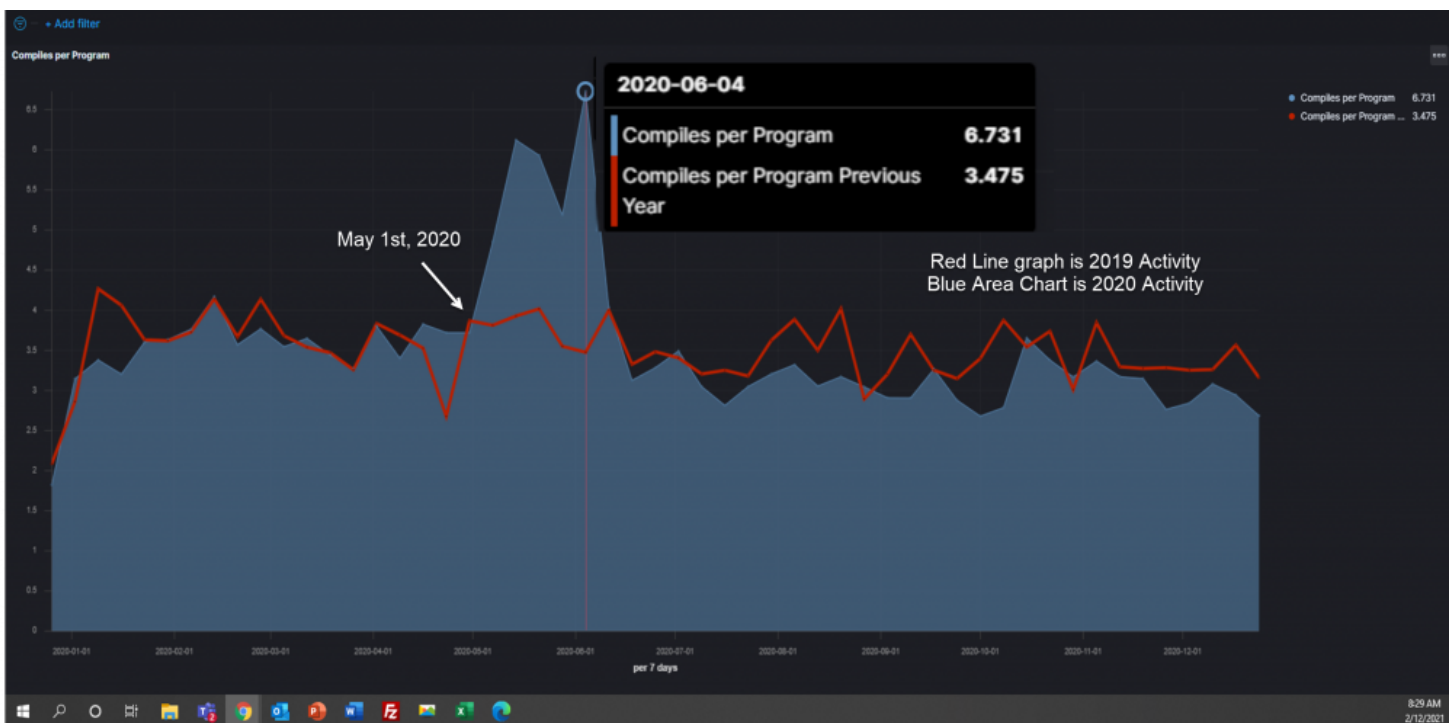 + Add filter
Compiles per Program
2020-06-04
Compiles per Program 6.731
Compiles per Program Previous Year 3.475
Compiles per Program 6.731
Compiles per Program ... 3.475
May 1st, 2020
Red Line graph is 2019 Activity
Blue Area Chart is 2020 Activity
6.5
6
5.5
5
4.5
4
3.5
3
2.5
2
1.5
1
0.5
0
2020-01-01 2020-02-01 2020-03-01 2020-04-01 2020-05-01 2020-06-01 2020-07-01 2020-08-01 2020-09-01 2020-10-01 2020-11-01 2020-12-01
per 7 days
8:29 AM
2/12/2021